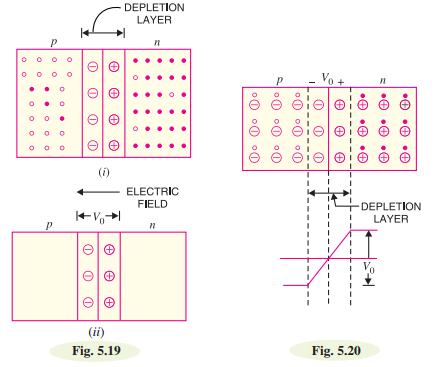 DEPLETION
LAYER
p
n
(i)
ELECTRIC
FIELD
V0
p
n
(ii)
Fig. 5.19
p
– V0 +
n
DEPLETION
LAYER
V0
Fig. 5.20